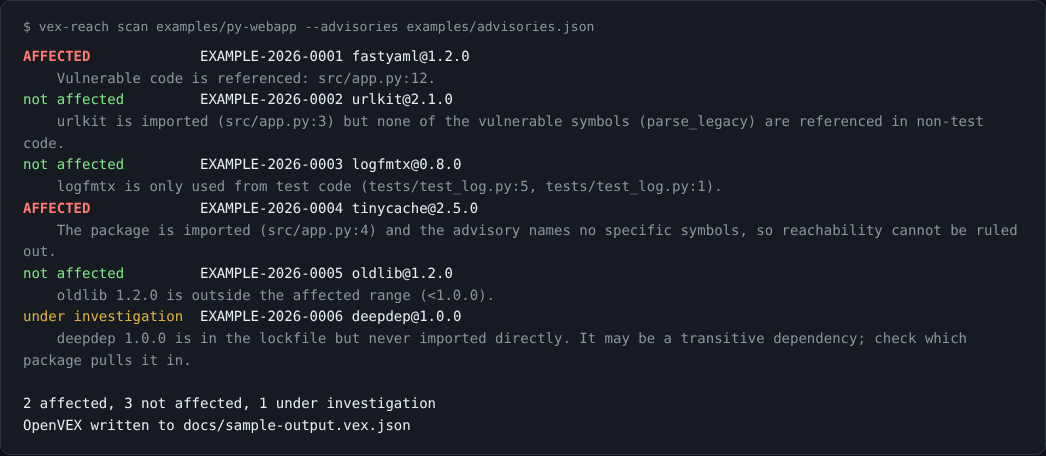 $ vex-reach scan examples/py-webapp --advisories examples/advisories.json
AFFECTED             EXAMPLE-2026-0001 fastyaml@1.2.0
    Vulnerable code is referenced: src/app.py:12.
not affected         EXAMPLE-2026-0002 urlkit@2.1.0
    urlkit is imported (src/app.py:3) but none of the vulnerable symbols (parse_legacy) are referenced in non-test
code.
not affected         EXAMPLE-2026-0003 logfmtx@0.8.0
    logfmtx is only used from test code (tests/test_log.py:5, tests/test_log.py:1).
AFFECTED             EXAMPLE-2026-0004 tinycache@2.5.0
    The package is imported (src/app.py:4) and the advisory names no specific symbols, so reachability cannot be ruled
out.
not affected         EXAMPLE-2026-0005 oldlib@1.2.0
    oldlib 1.2.0 is outside the affected range (<1.0.0).
under investigation  EXAMPLE-2026-0006 deepdep@1.0.0
    deepdep 1.0.0 is in the lockfile but never imported directly. It may be a transitive dependency; check which
package pulls it in.
2 affected, 3 not affected, 1 under investigation
OpenVEX written to docs/sample-output.vex.json